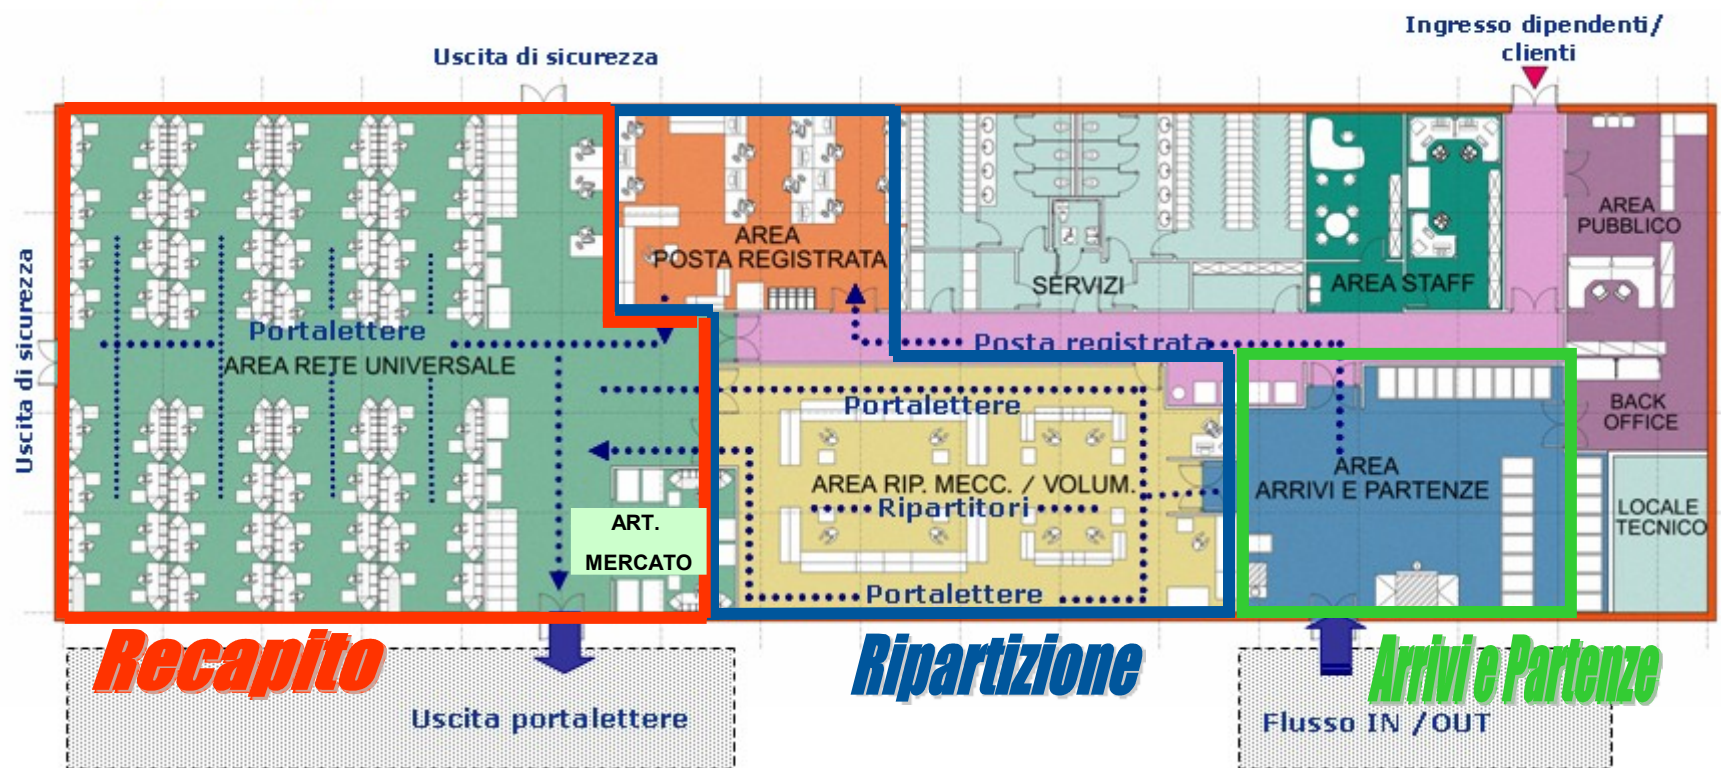 Ingresso dipendenti/
clienti
Uscita di sicurezza
Uscita di sicurezza
AREA
POSTA REGISTRATA
SERVIZI
AREA STAFF
AREA
PUBBLICO
Portalettere
AREA RETE UNIVERSALE
Posta registrata
Portalettere
AREA RIP. MECC. / VOLUM.
Ripartitori
Portalettere
AREA
ARRIVI E PARTENZE
BACK
OFFICE
LOCALE
TECNICO
ART.
MERCATO
Recapito
Ripartizione
Arrivi e Partenze
Uscita portalettere
Flusso IN /OUT